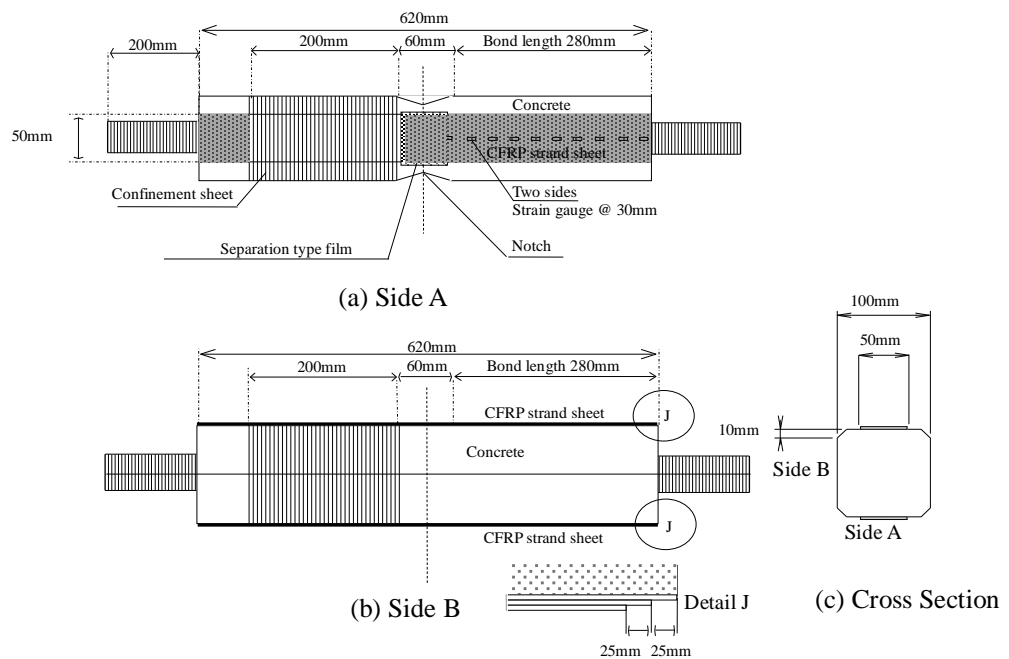 620mm
200mm
200mm
60mm
Bond length 280mm
Concrete
50mm
CFRP strand sheet
Confinement sheet
Two sides
Strain gauge @ 30mm
Separation type film
Notch
(a) Side A
620mm
200mm
60mm
Bond length 280mm
CFRP strand sheet
J
Concrete
J
CFRP strand sheet
(b) Side B
Detail J
25mm
25mm
100mm
50mm
10mm
Side B
Side A
(c) Cross Section